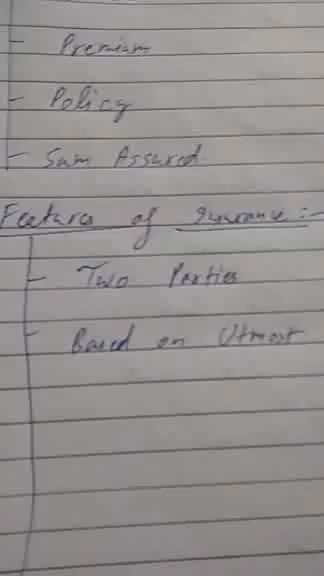 - Premium
- Policy
- Sum Assured
Features of Insurance :-
- Two Parties
- Based on Utmost